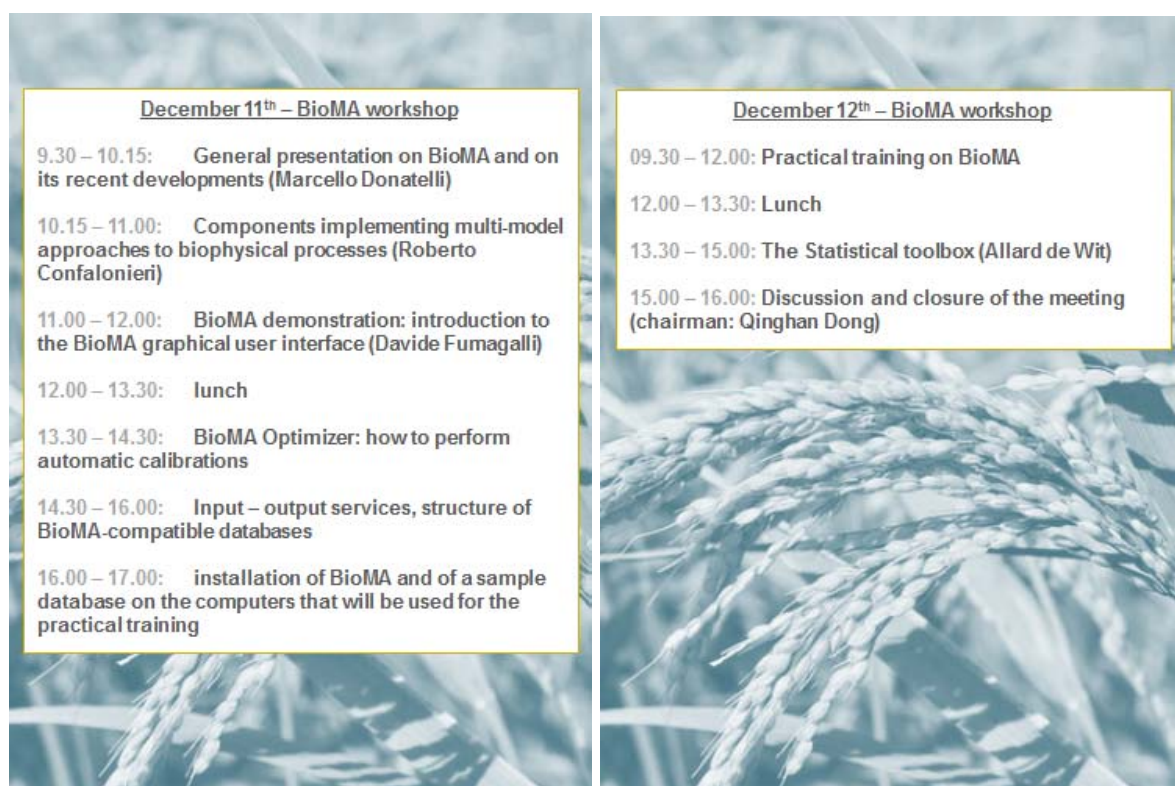 December 11th – BioMA workshop
9.30 – 10.15: General presentation on BioMA and on
its recent developments (Marcello Donatelli)
10.15 – 11.00: Components implementing multi-model
approaches to biophysical processes (Roberto
Confalonieri)
11.00 – 12.00: BioMA demonstration: introduction to
the BioMA graphical user interface (Davide Fumagalli)
12.00 – 13.30: lunch
13.30 – 14.30: BioMA Optimizer: how to perform
automatic calibrations
14.30 – 16.00: Input – output services, structure of
BioMA-compatible databases
16.00 – 17.00: installation of BioMA and of a sample
database on the computers that will be used for the
practical training
December 12th – BioMA workshop
09.30 – 12.00: Practical training on BioMA
12.00 – 13.30: Lunch
13.30 – 15.00: The Statistical toolbox (Allard de Wit)
15.00 – 16.00: Discussion and closure of the meeting
(chairman: Qinghan Dong)